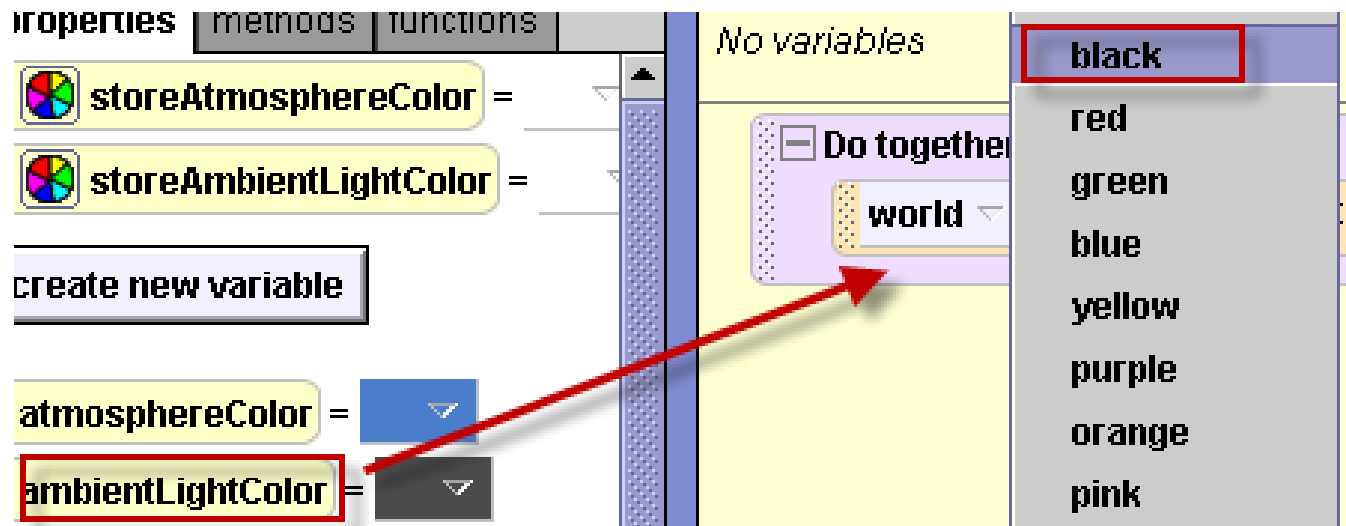 properties methods functions
storeAtmosphereColor =
storeAmbientLightColor =
create new variable
atmosphereColor =
ambientLightColor =
No variables
Do together
world
black
red
green
blue
yellow
purple
orange
pink